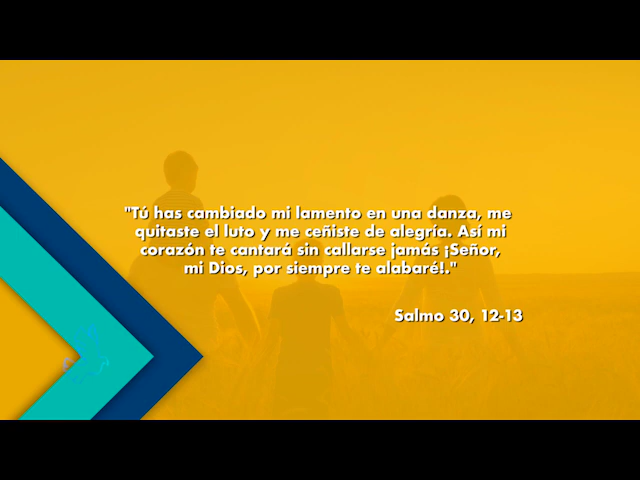 "Tú has cambiado mi lamento en una danza, me
quitaste el luto y me ceñiste de alegría. Así mi
corazón te cantará sin callarse jamás ¡Señor,
mi Dios, por siempre te alabaré!."
Salmo 30, 12-13